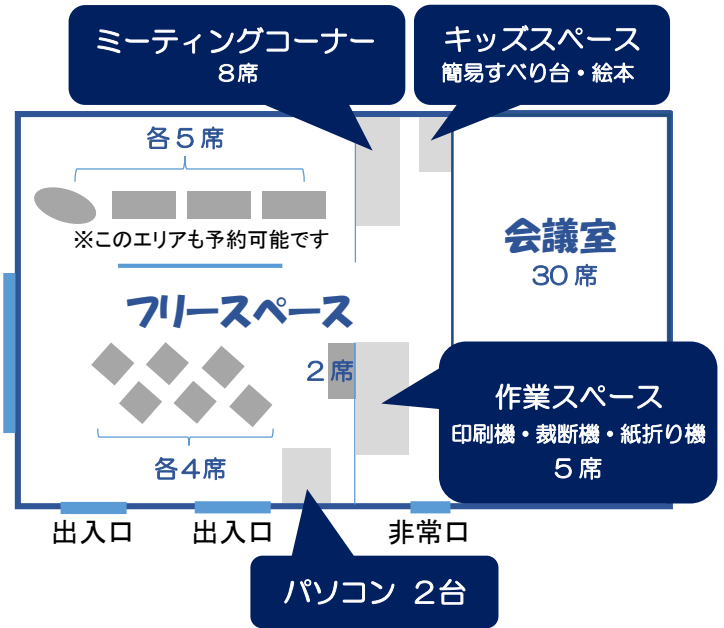 ミーティングコーナー
8席
キッズスペース
簡易すべり台・絵本
各5席
※このエリアも予約可能です
会議室
30席
フリースペース
2席
作業スペース
印刷機・裁断機・紙折り機
5席
各4席
出入口
出入口
非常口
パソコン 2台